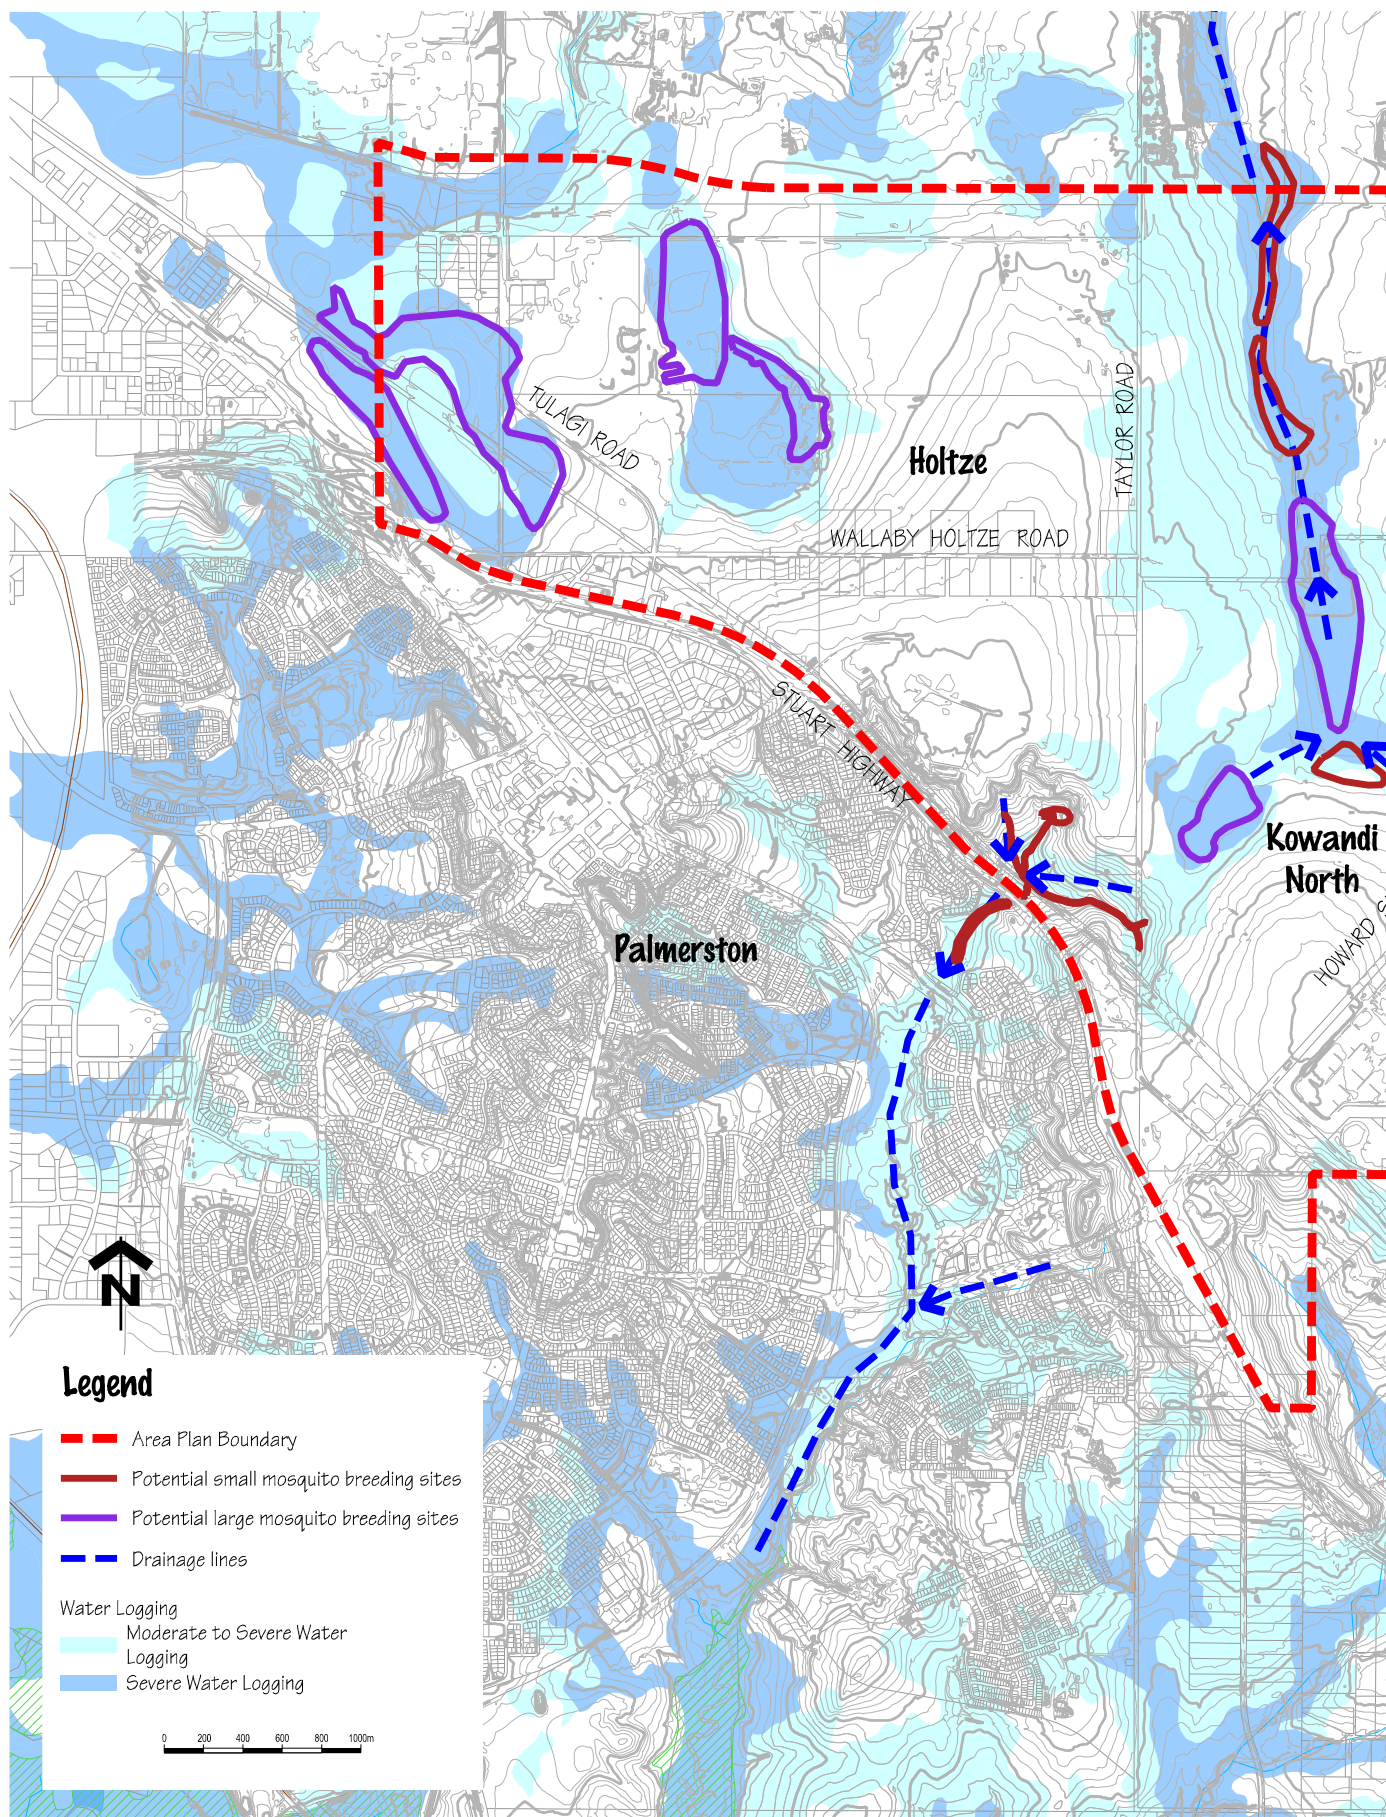 TULAGI ROAD
TAYLOR ROAD
Holtze
WALLABY HOLTZE ROAD
STUART HIGHWAY
Kowandi
North
HOWARD
Palmerston
N
Legend
Area Plan Boundary
Potential small mosquito breeding sites
Potential large mosquito breeding sites
Drainage lines
Water Logging
Moderate to Severe Water
Logging
Severe Water Logging
0 200 400 600 800 1000m